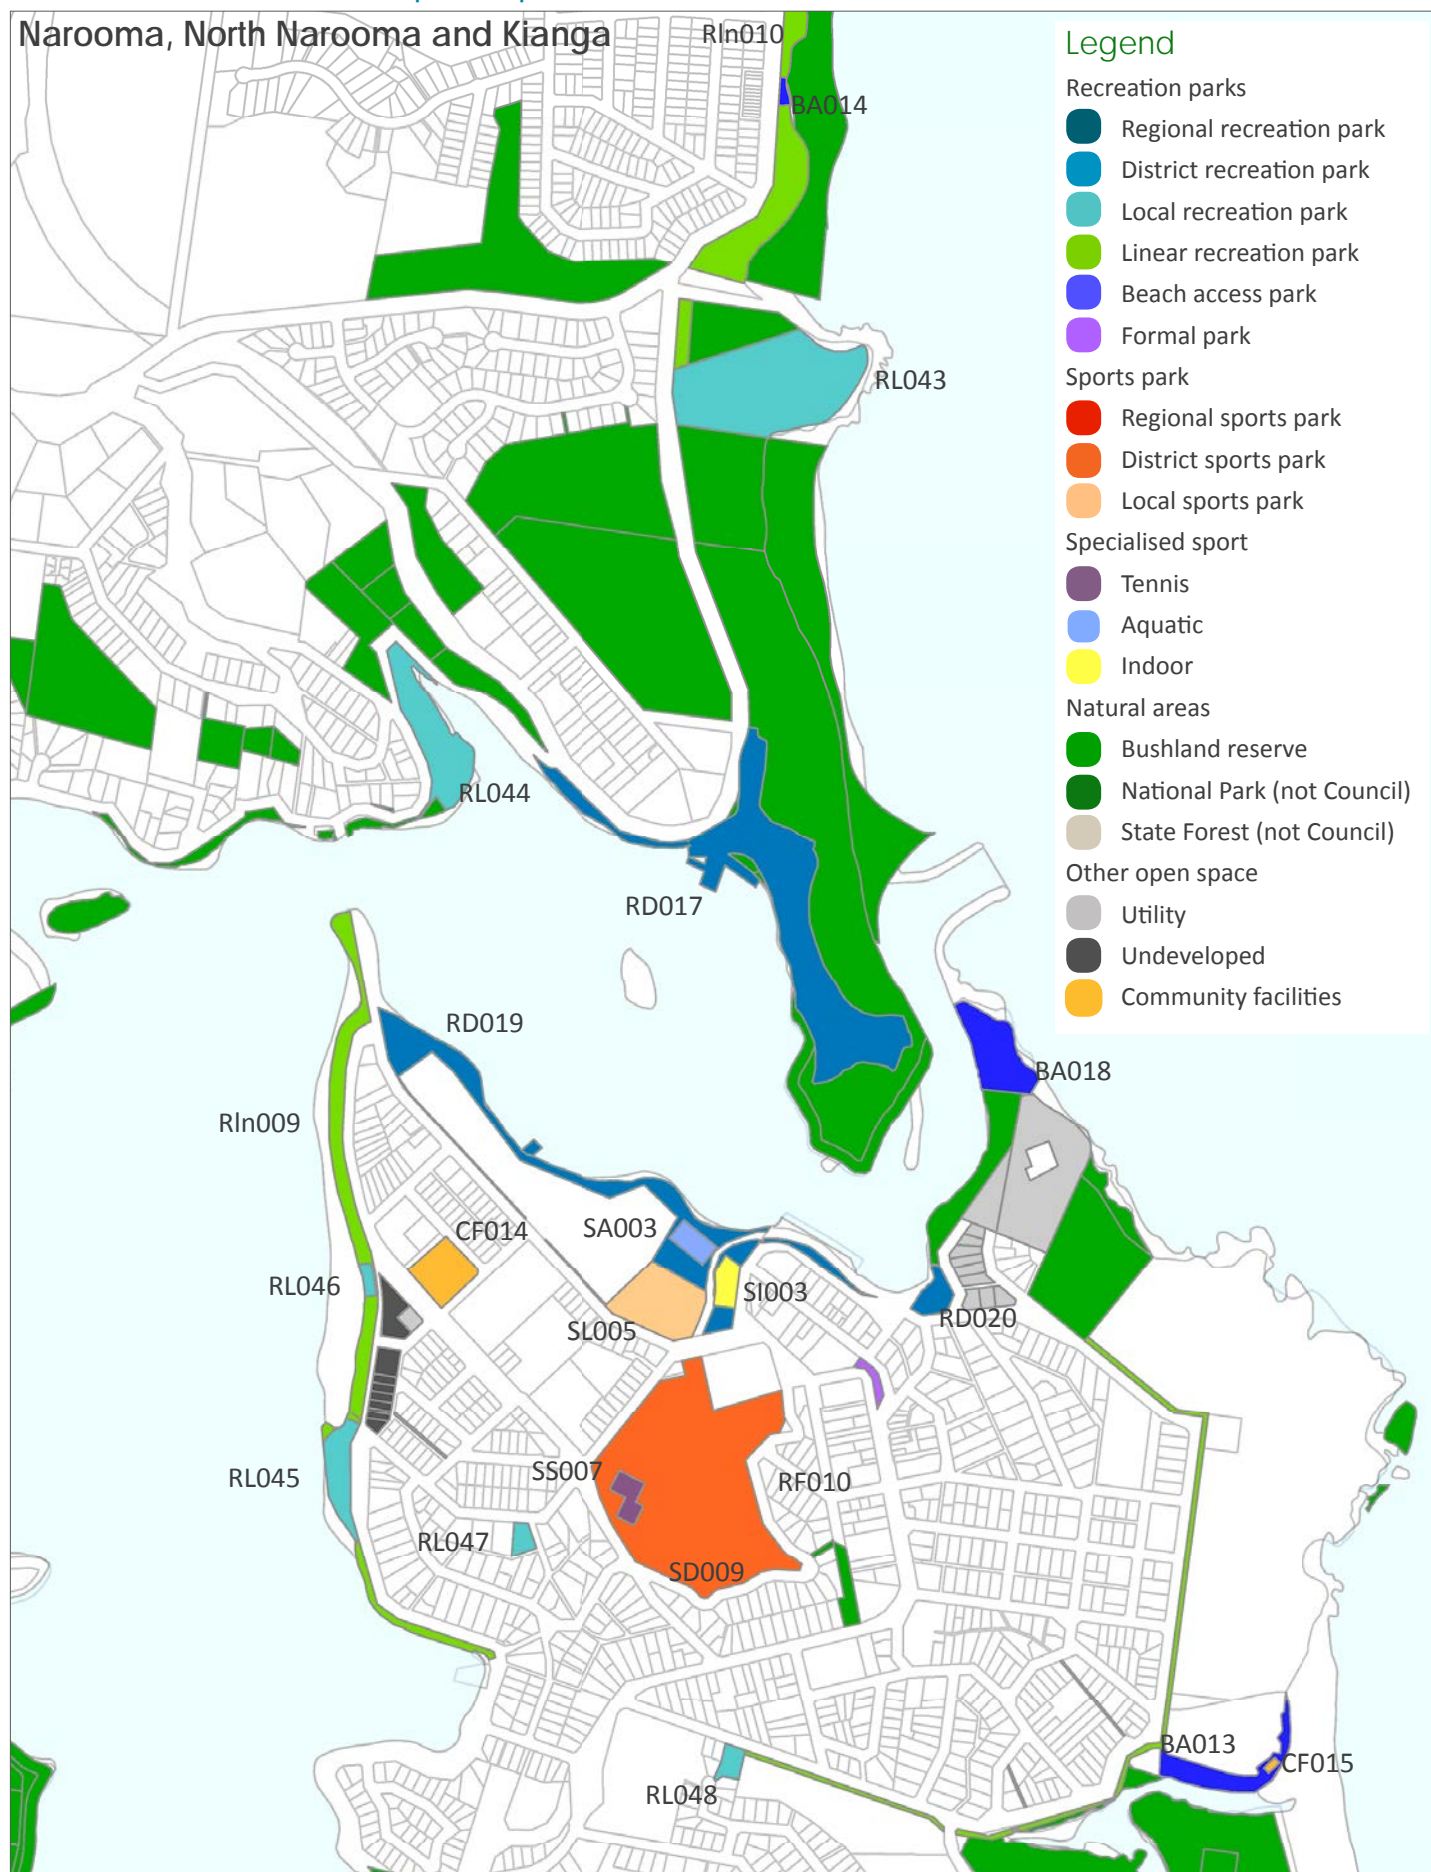 Narooma, North Narooma and Kianga
Rln010
BA014
RL043
RL044
RD017
RD019
BA018
Rln009
CF014
SA003
RL046
SI003
SL005
RD020
RL045
SS007
RF010
RL047
SD009
BA013
CF015
RL048
Legend
Recreation parks
Regional recreation park
District recreation park
Local recreation park
Linear recreation park
Beach access park
Formal park
Sports park
Regional sports park
District sports park
Local sports park
Specialised sport
Tennis
Aquatic
Indoor
Natural areas
Bushland reserve
National Park (not Council)
State Forest (not Council)
Other open space
Utility
Undeveloped
Community facilities